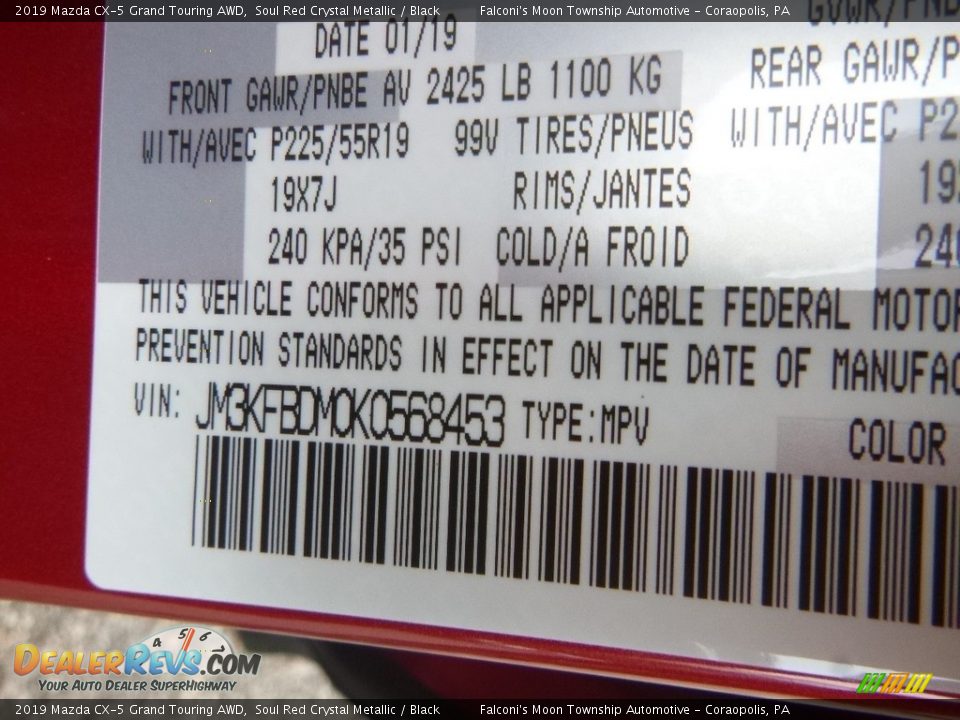 2019 Mazda CX-5 Grand Touring AWD, Soul Red Crystal Metallic / Black Falconi's Moon Township Automotive - Coraopolis, PA
DATE 01/19
FRONT GAWR/PNBE AV 2425 LB 1100 KG REAR GAWR/P
WITH/AVEC P225/55R19 99V TIRES/PNEUS WITH/AVEC P2
19X7J RIMS/JANTES 19
240 KPA/35 PSI COLD/A FROID 240
THIS VEHICLE CONFORMS TO ALL APPLICABLE FEDERAL MOTOR
PREVENTION STANDARDS IN EFFECT ON THE DATE OF MANUFAC
VIN: JM3KFBDM0K0568453 TYPE:MPV
COLOR
4 5 6
DealerRevs.com
Your Auto Dealer SuperHighway
2019 Mazda CX-5 Grand Touring AWD, Soul Red Crystal Metallic / Black Falconi's Moon Township Automotive - Coraopolis, PA